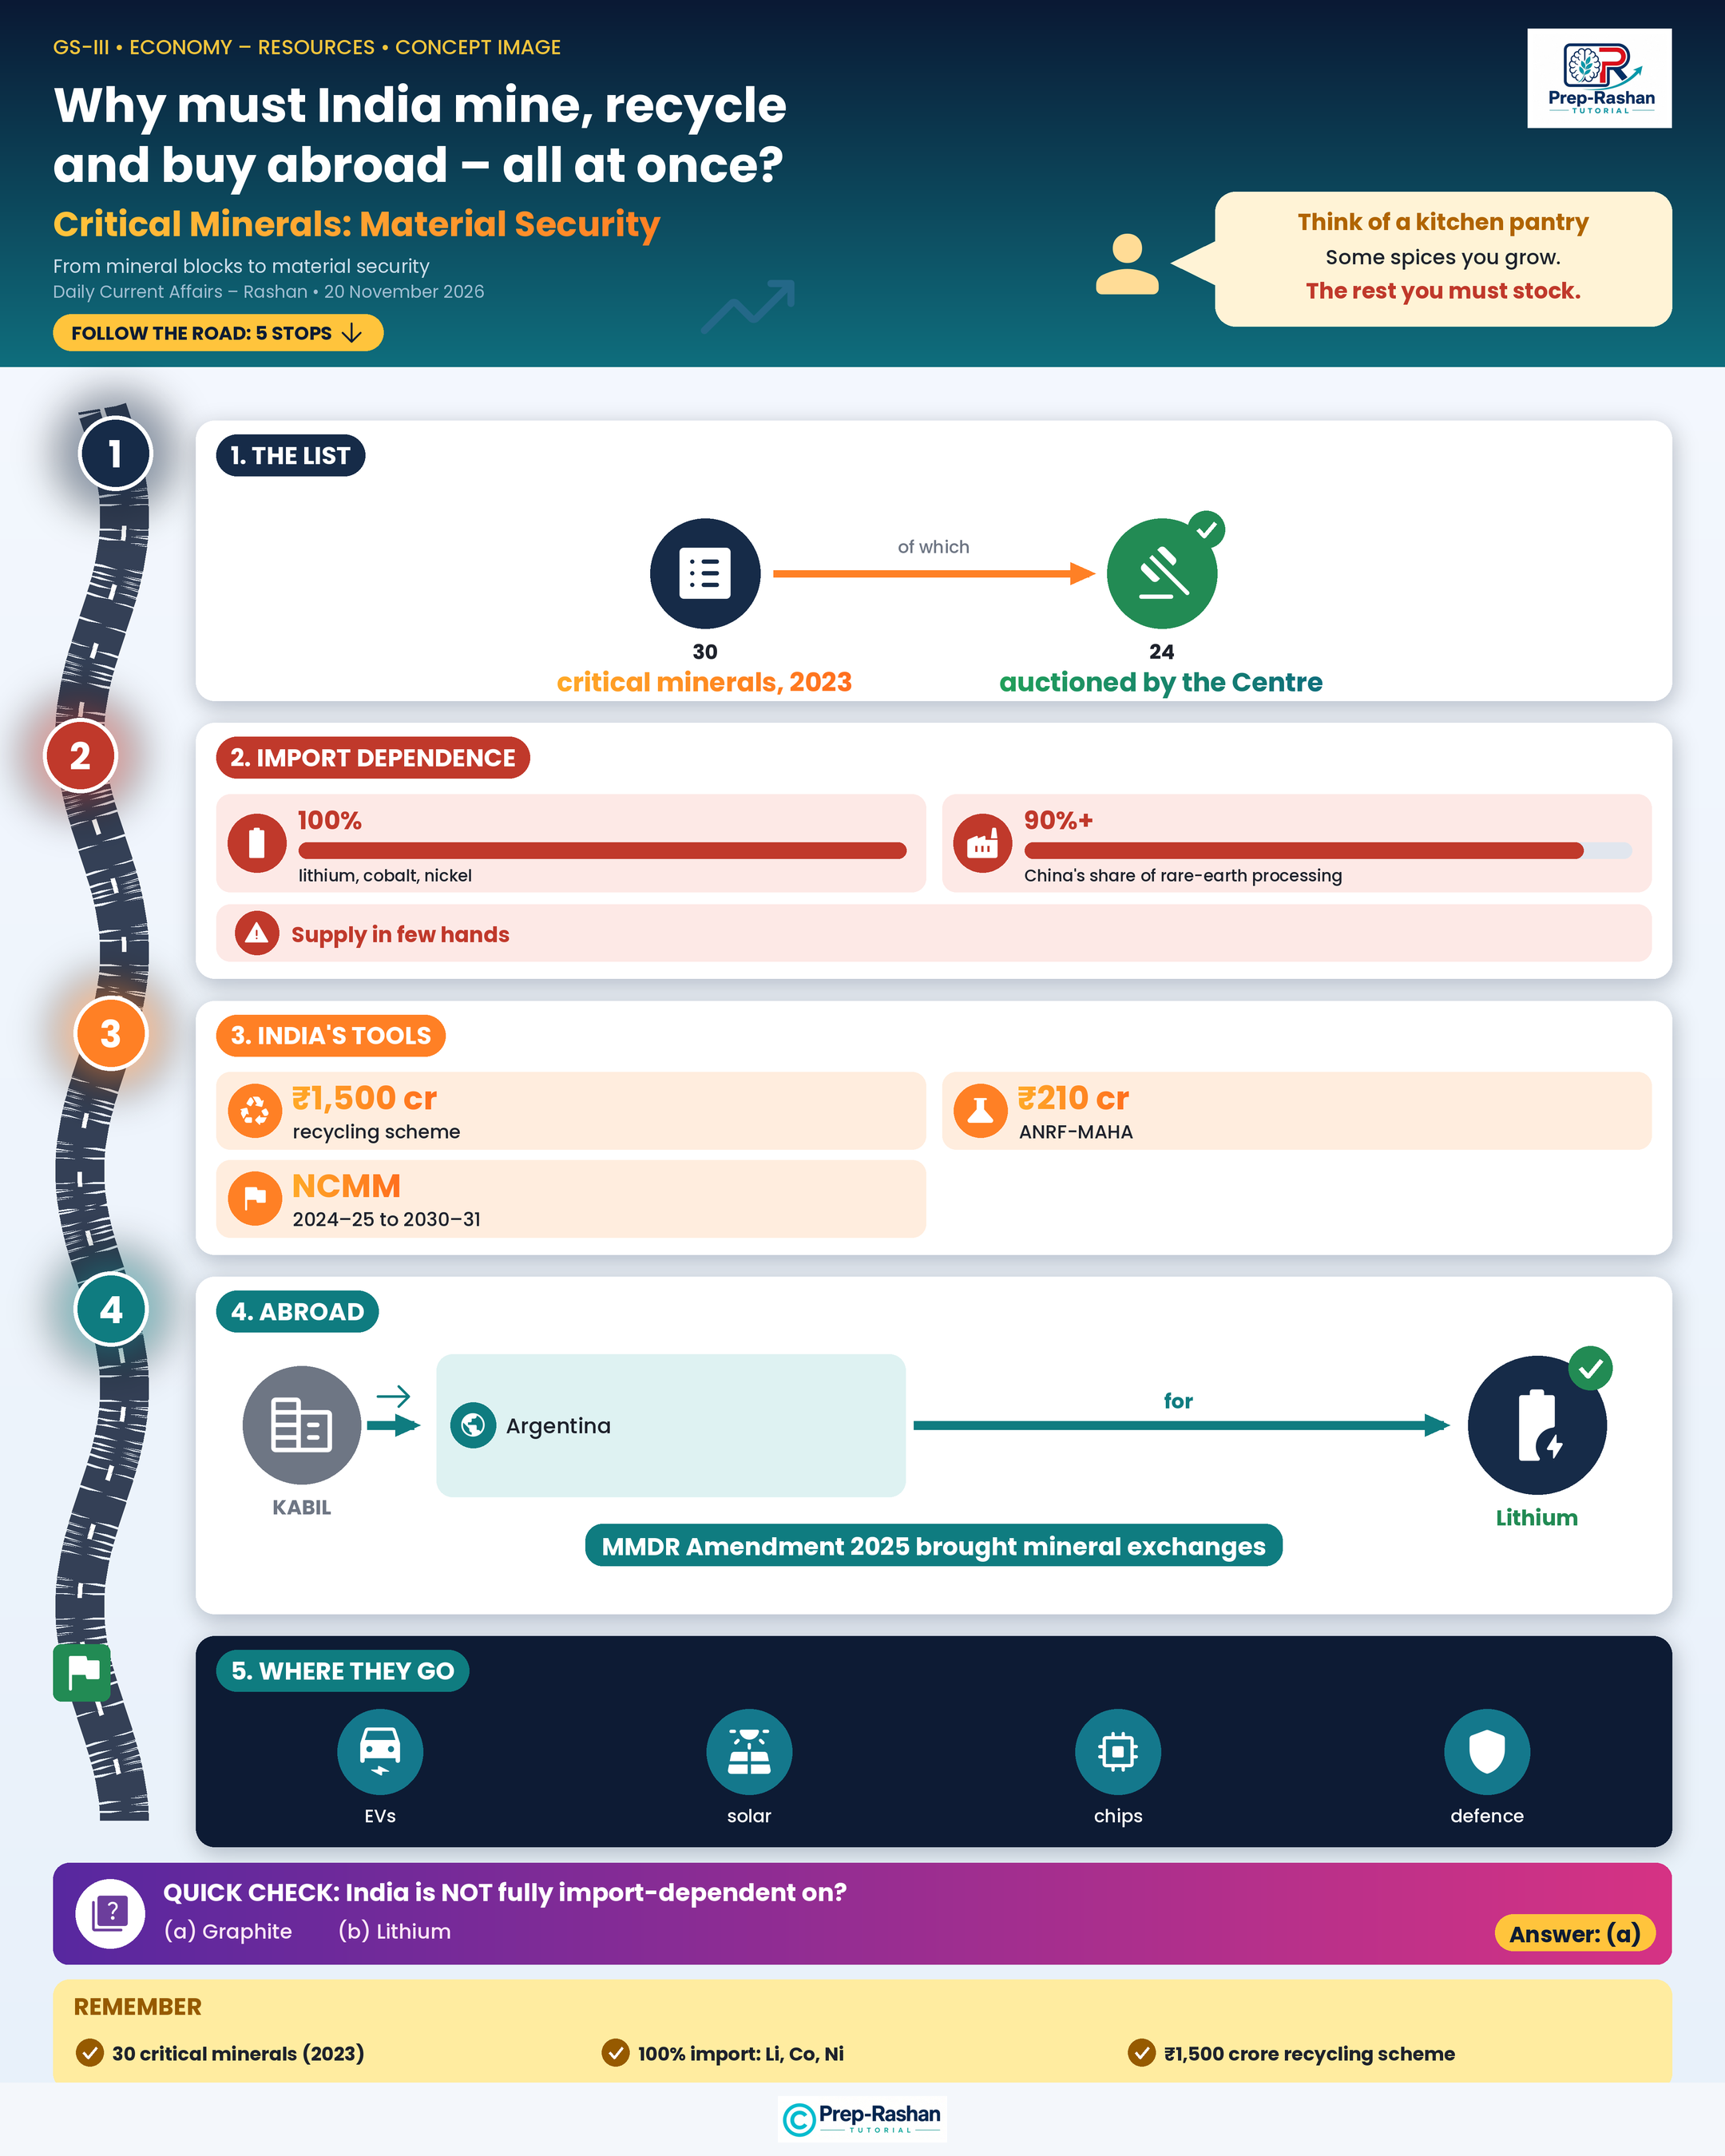 GS-III • ECONOMY – RESOURCES • CONCEPT IMAGE
Why must India mine, recycle
and buy abroad – all at once?
Critical Minerals: Material Security
From mineral blocks to material security
Daily Current Affairs – Rashan • 20 November 2026
FOLLOW THE ROAD: 5 STOPS ↓
PR
Prep-Rashan
TUTORIAL
Think of a kitchen pantry
Some spices you grow.
The rest you must stock.
1
1. THE LIST
of which
30
24
critical minerals, 2023
auctioned by the Centre
2
2. IMPORT DEPENDENCE
100%
lithium, cobalt, nickel
90%+
China's share of rare-earth processing
Supply in few hands
3
3. INDIA'S TOOLS
₹1,500 cr
recycling scheme
₹210 cr
ANRF-MAHA
NCMM
2024–25 to 2030–31
4
4. ABROAD
→
KABIL
Argentina
for
Lithium
MMDR Amendment 2025 brought mineral exchanges
5. WHERE THEY GO
EVs
solar
chips
defence
?
QUICK CHECK: India is NOT fully import-dependent on?
(a) Graphite (b) Lithium
Answer: (a)
REMEMBER
30 critical minerals (2023)
100% import: Li, Co, Ni
₹1,500 crore recycling scheme
© Prep-Rashan
TUTORIAL